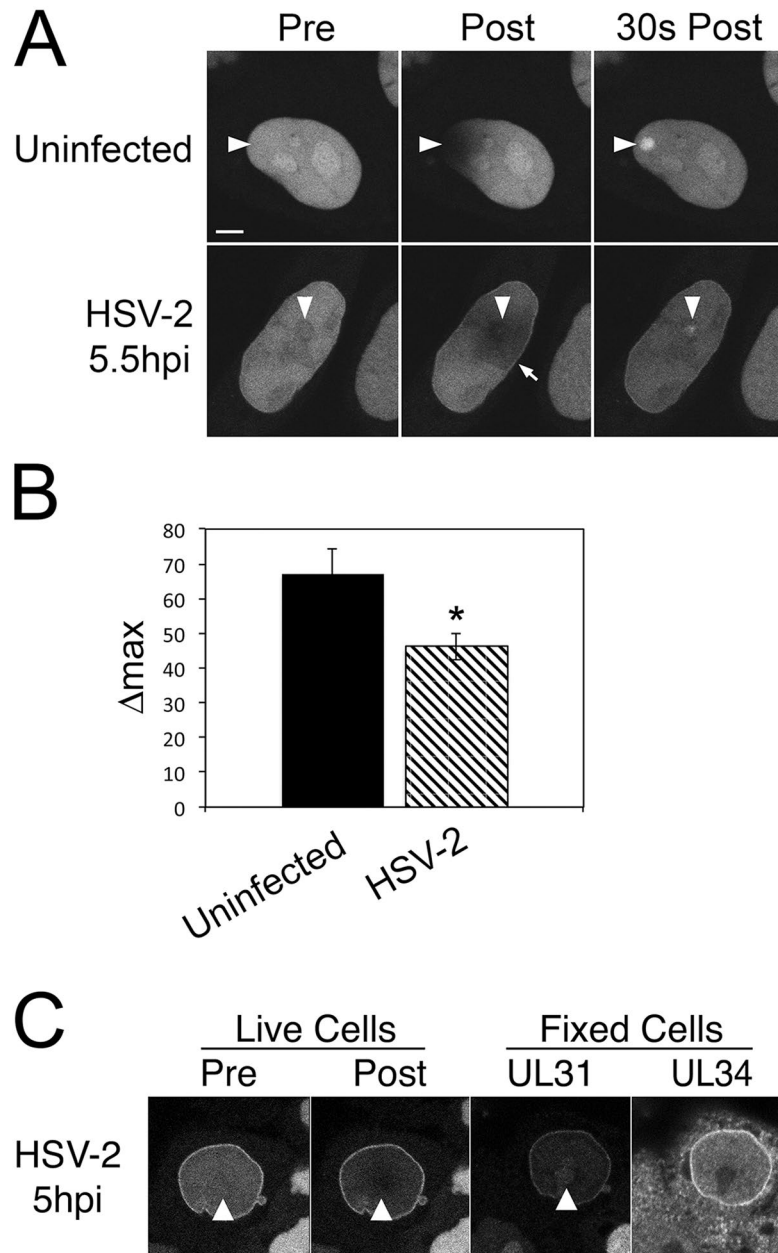 A
Pre Post 30s Post
Uninfected
HSV-2
5.5hpi
B
80
70
60
50
40
30
20
10
0
Δmax
*
Uninfected
HSV-2
C
Live Cells Fixed Cells
Pre Post UL31 UL34
HSV-2
5hpi